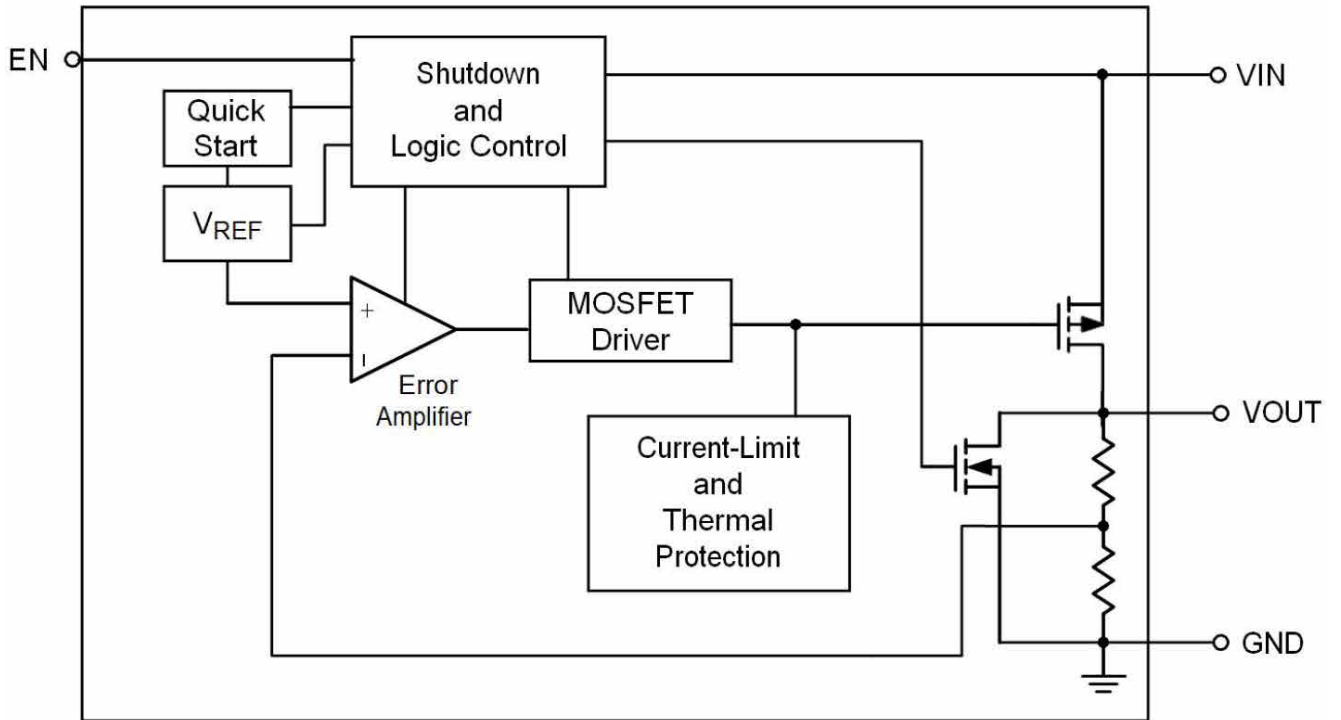 EN
Shutdown
and
Logic Control
VIN
Quick
Start
VREF
+
-
MOSFET
Driver
Error
Amplifier
VOUT
Current-Limit
and
Thermal
Protection
GND